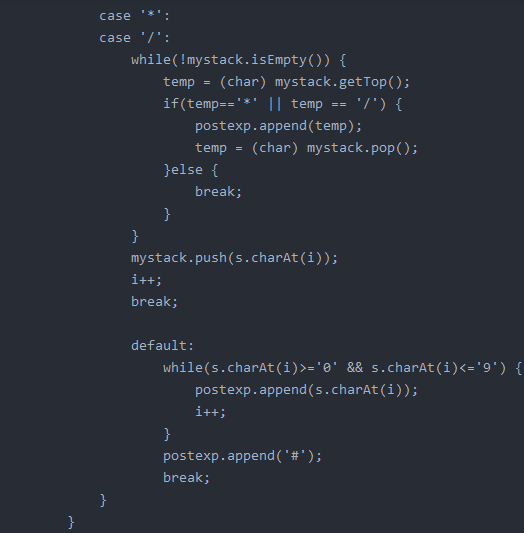 case '*':
case '/':
while(!mystack.isEmpty()) {
temp = (char) mystack.getTop();
if(temp=='*' || temp == '/') {
postexp.append(temp);
temp = (char) mystack.pop();
}else {
break;
}
}
mystack.push(s.charAt(i));
i++;
break;
default:
while(s.charAt(i)>='0' && s.charAt(i)<='9') {
postexp.append(s.charAt(i));
i++;
}
postexp.append('#');
break;
}
}